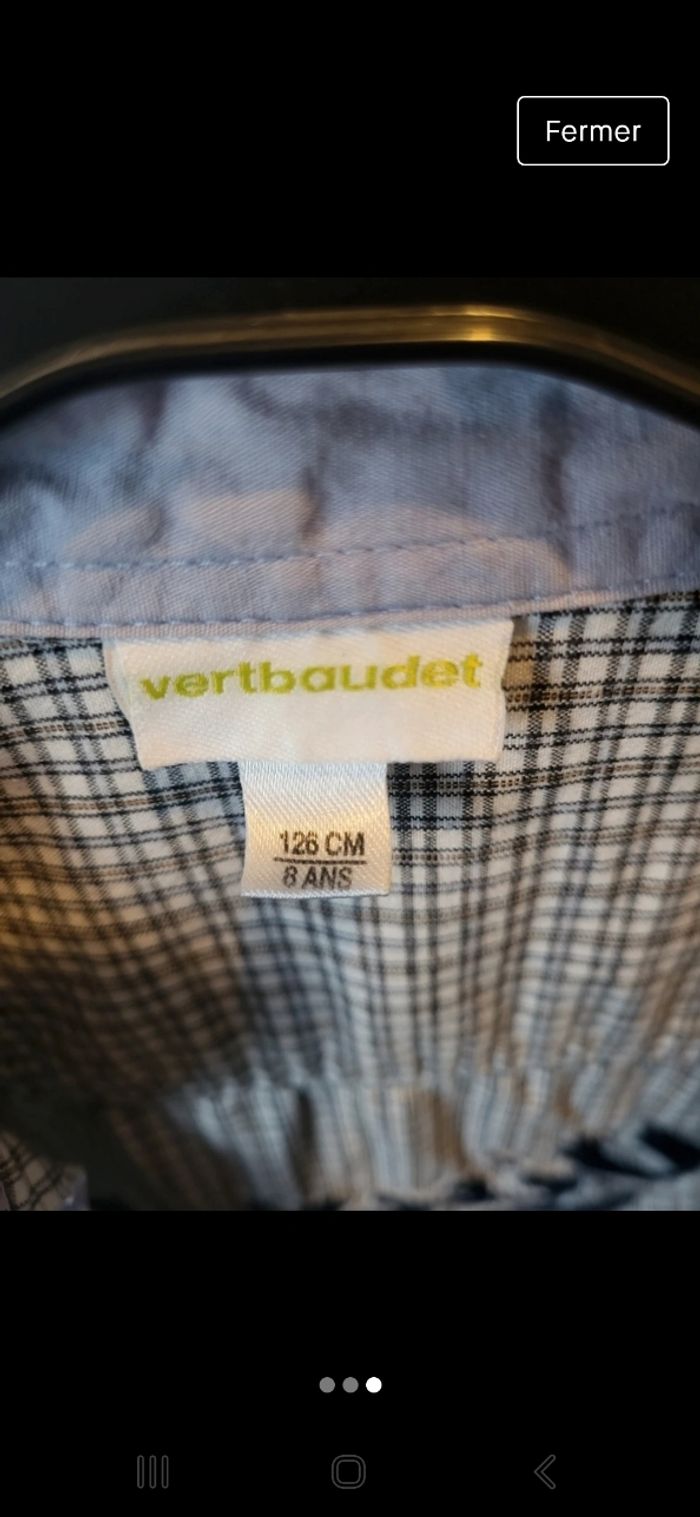 Fermer
vertbaudet
126 CM
8 ANS